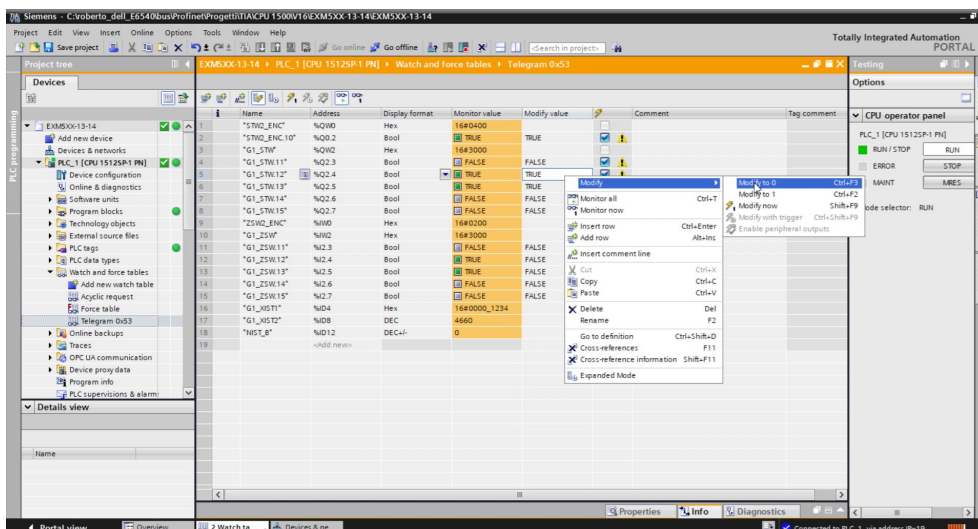 Siemens - C:\roberto_dell_E6540\bus\Profinet\Progetti\TIA\CPU 1500\V16\EXM5XX-13-14\EXM5XX-13-14
Project Edit View Insert Online Options Tools Window Help
Totally Integrated Automation
PORTAL
Save project Go online Go offline <Search in project>
Project tree
EXM5XX-13-14 PLC_1 [CPU 1512SP-1 PN] Watch and force tables Telegram 0x53
Testing
Devices
Options
PLC programming
EXM5XX-13-14
Add new device
Devices & networks
PLC_1 [CPU 1512SP-1 PN]
Device configuration
Online & diagnostics
Software units
Program blocks
Technology objects
External source files
PLC tags
PLC data types
Watch and force tables
Add new watch table
Acyclic request
Force table
Telegram 0x53
Online backups
Traces
OPC UA communication
Device proxy data
Program info
PLC supervisions & alarms
Details view
Name
i Name Address Display format Monitor value Modify value Comment Tag comment
1 "STW2_ENC" %QW0 Hex 16#0400
2 "STW2_ENC.10" %Q0.2 Bool TRUE TRUE
3 "G1_STW" %QW2 Hex 16#3000
4 "G1_STW.11" %Q2.3 Bool FALSE FALSE
5 "G1_STW.12" %Q2.4 Bool TRUE TRUE
6 "G1_STW.13" %Q2.5 Bool TRUE TRUE
7 "G1_STW.14" %Q2.6 Bool FALSE FALSE
8 "G1_STW.15" %Q2.7 Bool FALSE FALSE
9 "ZSW2_ENC" %IW0 Hex 16#0200
10 "G1_ZSW" %IW2 Hex 16#3000
11 "G1_ZSW.11" %I2.3 Bool FALSE FALSE
12 "G1_ZSW.12" %I2.4 Bool TRUE FALSE
13 "G1_ZSW.13" %I2.5 Bool TRUE FALSE
14 "G1_ZSW.14" %I2.6 Bool FALSE FALSE
15 "G1_ZSW.15" %I2.7 Bool FALSE FALSE
16 "G1_XIST1" %ID4 Hex 16#0000_1234
17 "G1_XIST2" %ID8 DEC 4660
18 "NIST_B" %ID12 DEC+/- 0
19 <Add new>
Modify
Monitor all Ctrl+T
Monitor now
Insert row Ctrl+Enter
Add row Alt+Ins
Insert comment line
Cut Ctrl+X
Copy Ctrl+C
Paste Ctrl+V
Delete Del
Rename F2
Go to definition Ctrl+Shift+D
Cross-references F11
Cross-reference information Shift+F11
Expanded Mode
Modify to 0 Ctrl+F3
Modify to 1 Ctrl+F2
Modify now Shift+F9
Modify with trigger Ctrl+Shift+F9
Enable peripheral outputs
CPU operator panel
PLC_1 [CPU 1512SP-1 PN]
RUN / STOP RUN
ERROR STOP
MAINT MRES
ode selector: RUN
Properties Info Diagnostics
Portal view Overview Watch ta... Devices & ne...
Connected to PLC_1, via address IP=19...